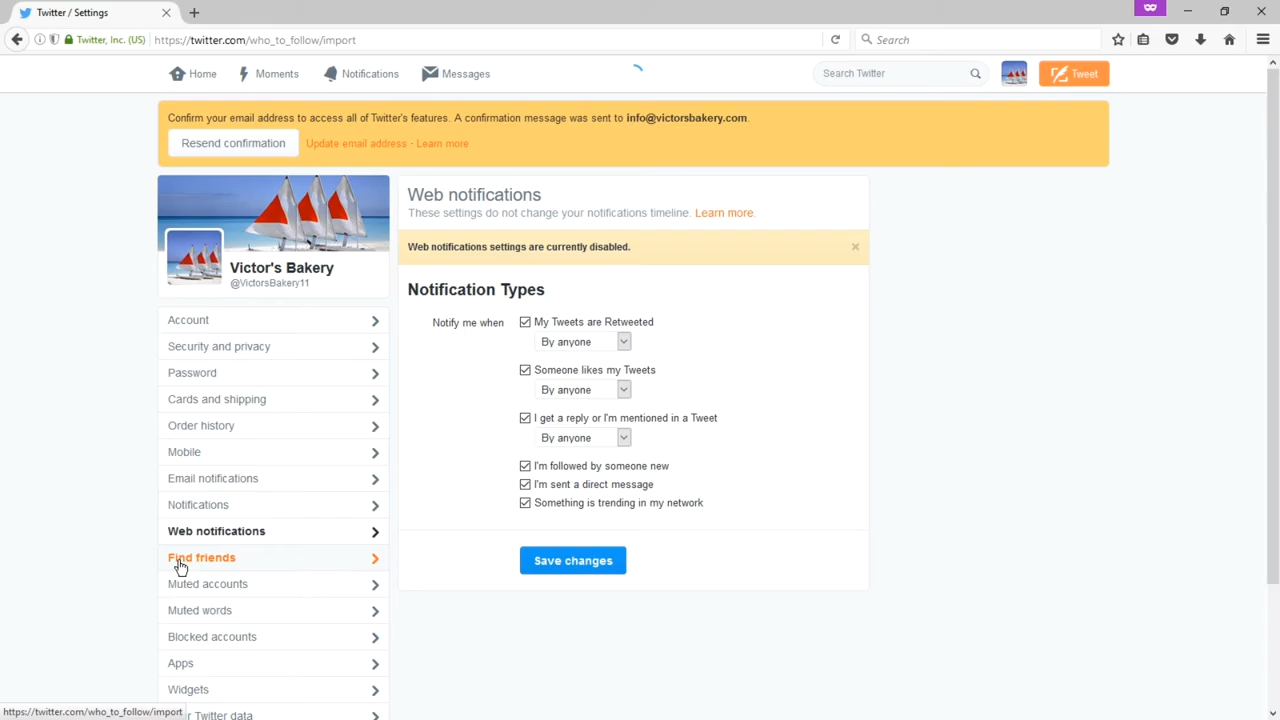 Twitter / Settings
Twitter, Inc. (US)
https://twitter.com/who_to_follow/import
Search
Home
Moments
Notifications
Messages
Search Twitter
Tweet
Confirm your email address to access all of Twitter's features. A confirmation message was sent to info@victorsbakery.com.
Resend confirmation
Update email address · Learn more
Victor's Bakery
@VictorsBakery11
Account
Security and privacy
Password
Cards and shipping
Order history
Mobile
Email notifications
Notifications
Web notifications
Find friends
Muted accounts
Muted words
Blocked accounts
Apps
Widgets
r Twitter data
Web notifications
These settings do not change your notifications timeline. Learn more.
Web notifications settings are currently disabled.
Notification Types
Notify me when
My Tweets are Retweeted
By anyone
Someone likes my Tweets
By anyone
I get a reply or I'm mentioned in a Tweet
By anyone
I'm followed by someone new
I'm sent a direct message
Something is trending in my network
Save changes
https://twitter.com/who_to_follow/import